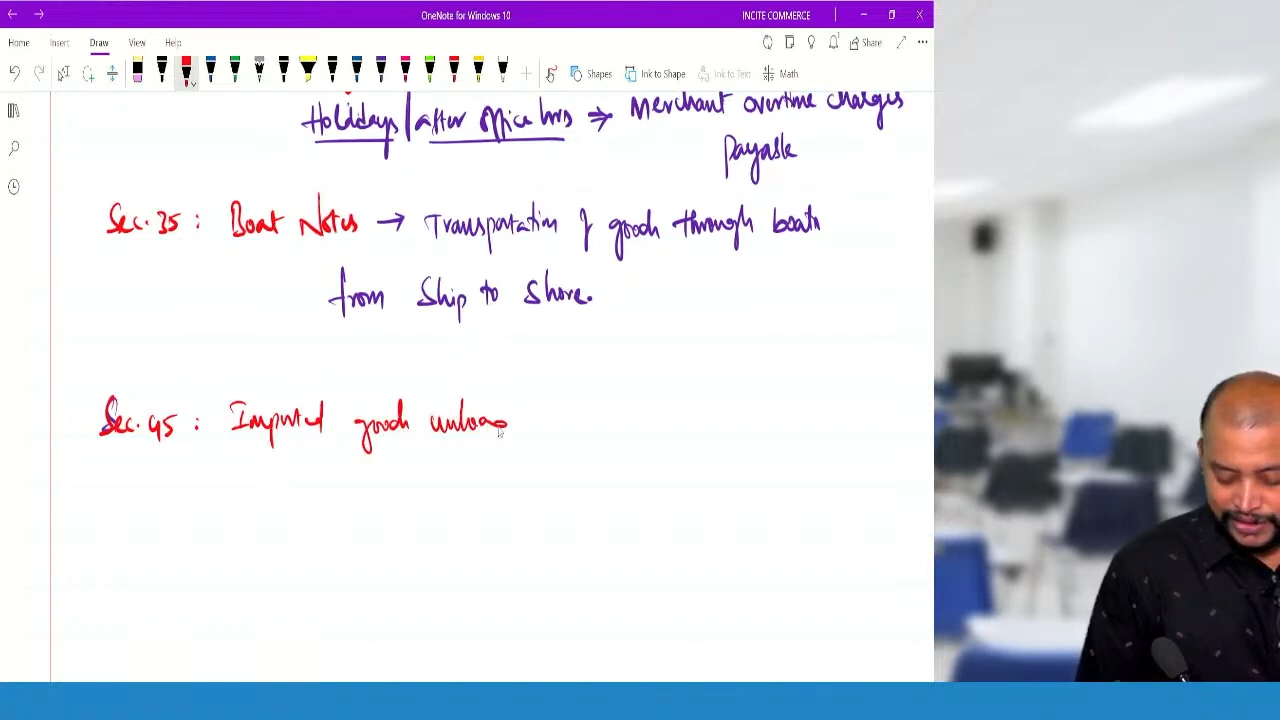 OneNote for Windows 10
INCITE COMMERCE
Home Insert Draw View Help
Share
Shapes Ink to Shape Ink to Text Math
Holidays / after office hrs ⇒ Merchant overtime charges
payable
Sec. 35 : Boat Notes → Transportation of goods through boats
from Ship to Shore.
Sec. 45 : Imported goods unloa